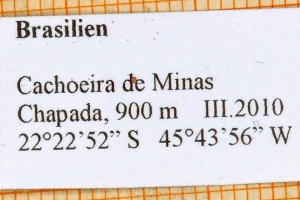 Brasilien
Cachoeira de Minas
Chapada, 900 m III.2010
22°22'52” S 45°43'56” W